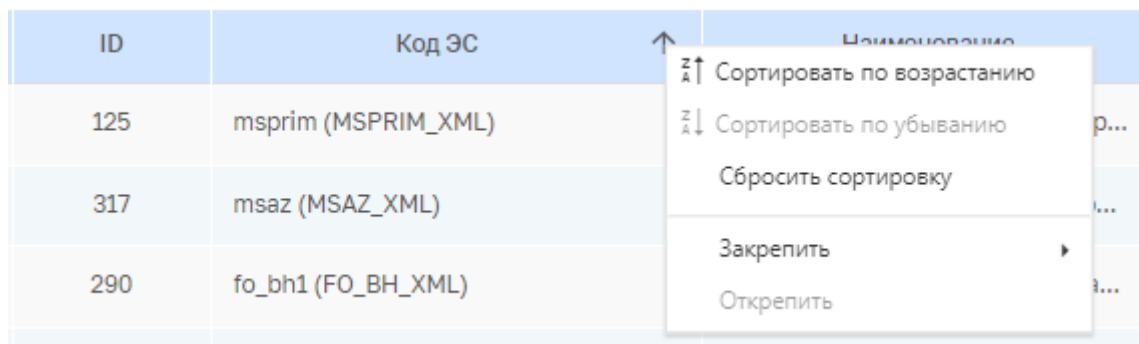 ID Код ЭС Наименование
Сортировать по возрастанию
125 msprim (MSPRIM_XML) Сортировать по убыванию р...
Сбросить сортировку
317 msaz (MSAZ_XML)
Закрепить
290 fo_bh1 (FO_BH_XML) а...
Открепить